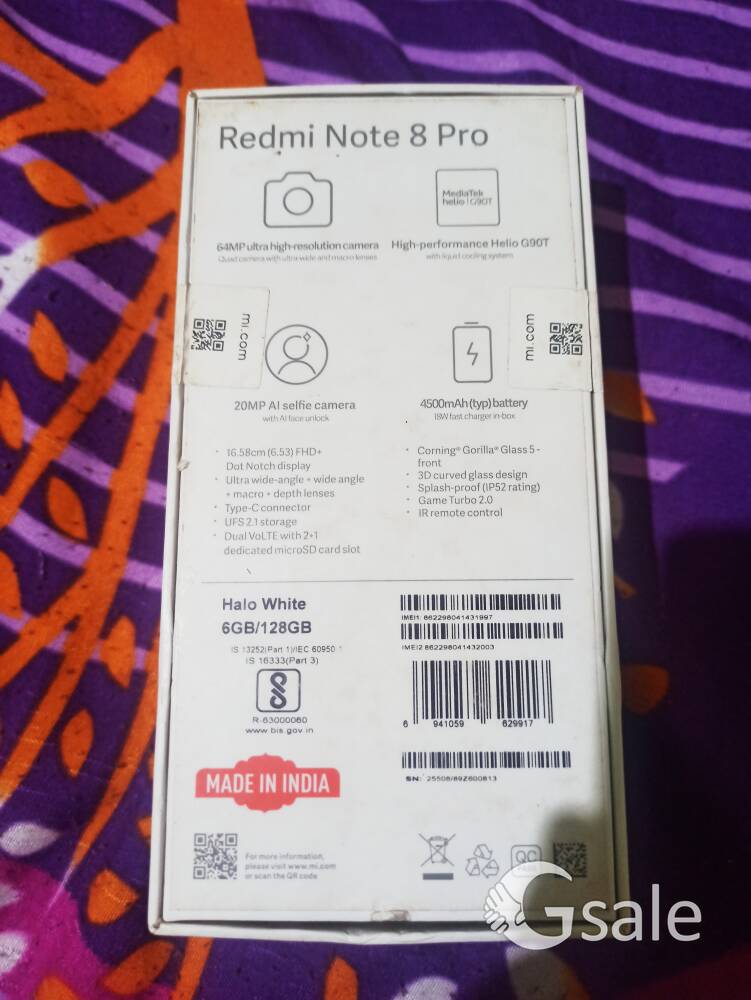 Redmi Note 8 Pro
MediaTek
helio G90T
64MP ultra high-resolution camera
Quad camera with ultra-wide and macro lenses
High-performance Helio G90T
with liquid cooling system
mi.com
mi.com
20MP AI selfie camera
with AI face unlock
4500mAh (typ) battery
18W fast charger in-box
• 16.58cm (6.53) FHD+
Dot Notch display
• Ultra wide-angle + wide angle
+ macro + depth lenses
• Type-C connector
• UFS 2.1 storage
• Dual VoLTE with 2+1
dedicated microSD card slot
• Corning® Gorilla® Glass 5 -
front
• 3D curved glass design
• Splash-proof (IP52 rating)
• Game Turbo 2.0
• IR remote control
Halo White
6GB/128GB
IS 13252(Part 1)/IEC 60950-1
IS 16333(Part 3)
R-63000060
www.bis.gov.in
IMEI1: 862298041431997
IMEI2: 862298041432003
6 941059 629917
SN: 25508/89Z600813
MADE IN INDIA
For more information,
please visit www.mi.com
or scan the QR code
Gsale